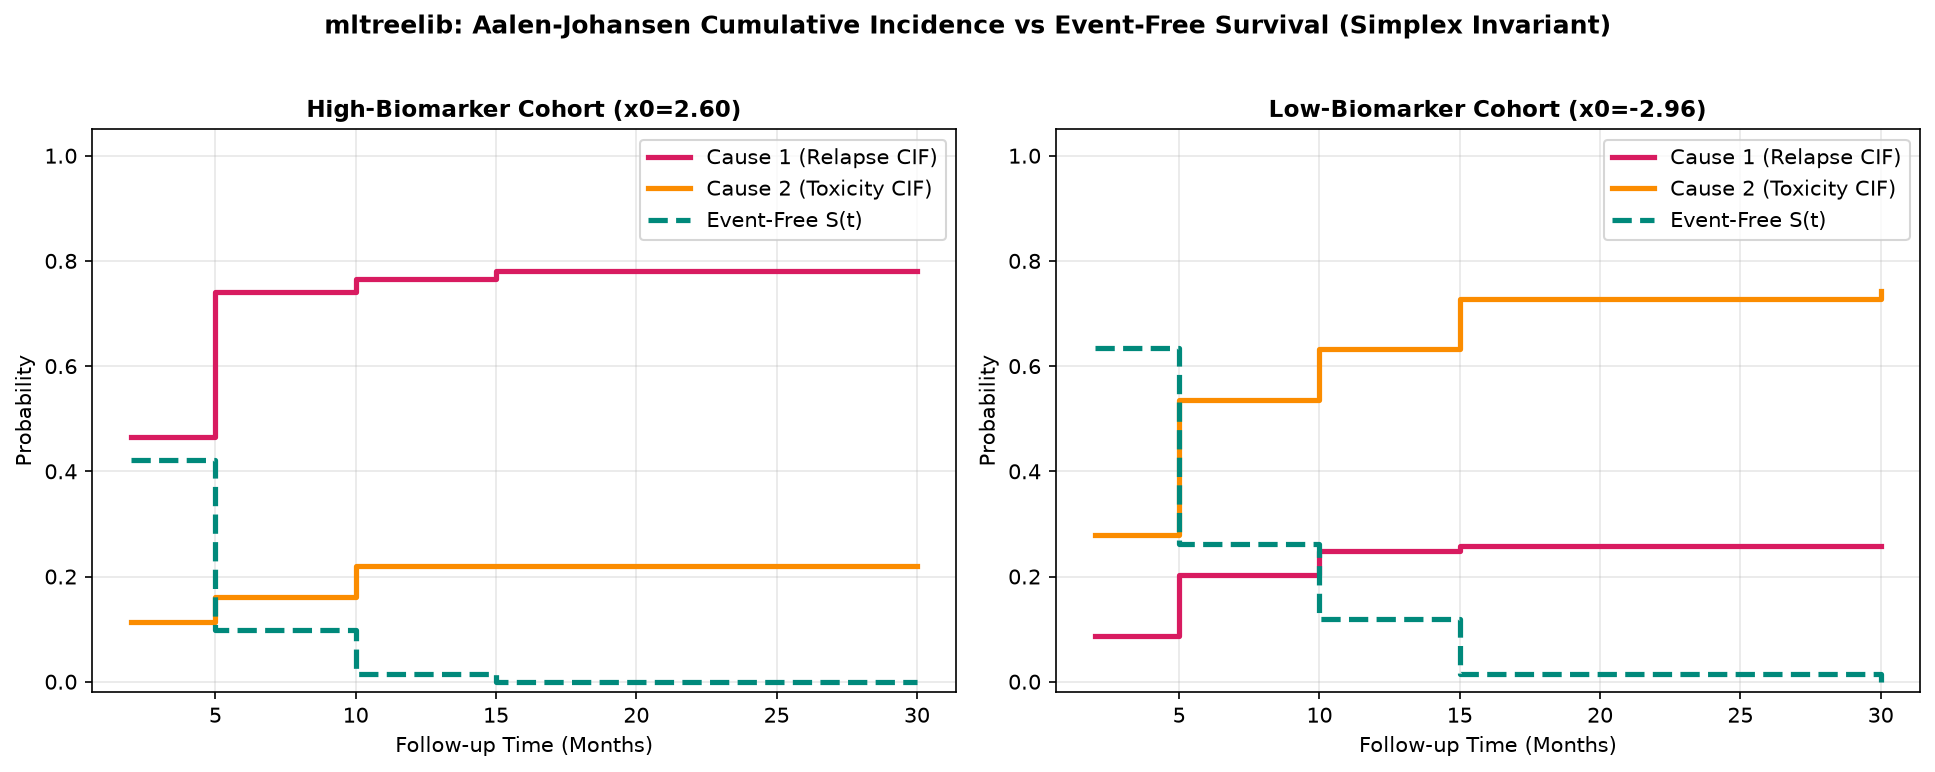 mltreelib: Aalen-Johansen Cumulative Incidence vs Event-Free Survival (Simplex Invariant)
High-Biomarker Cohort (x0=2.60)
Cause 1 (Relapse CIF)
Cause 2 (Toxicity CIF)
Event-Free S(t)
Probability
1.0
0.8
0.6
0.4
0.2
0.0
5
10
15
20
25
30
Follow-up Time (Months)
Low-Biomarker Cohort (x0=-2.96)
Cause 1 (Relapse CIF)
Cause 2 (Toxicity CIF)
Event-Free S(t)
Probability
1.0
0.8
0.6
0.4
0.2
0.0
5
10
15
20
25
30
Follow-up Time (Months)